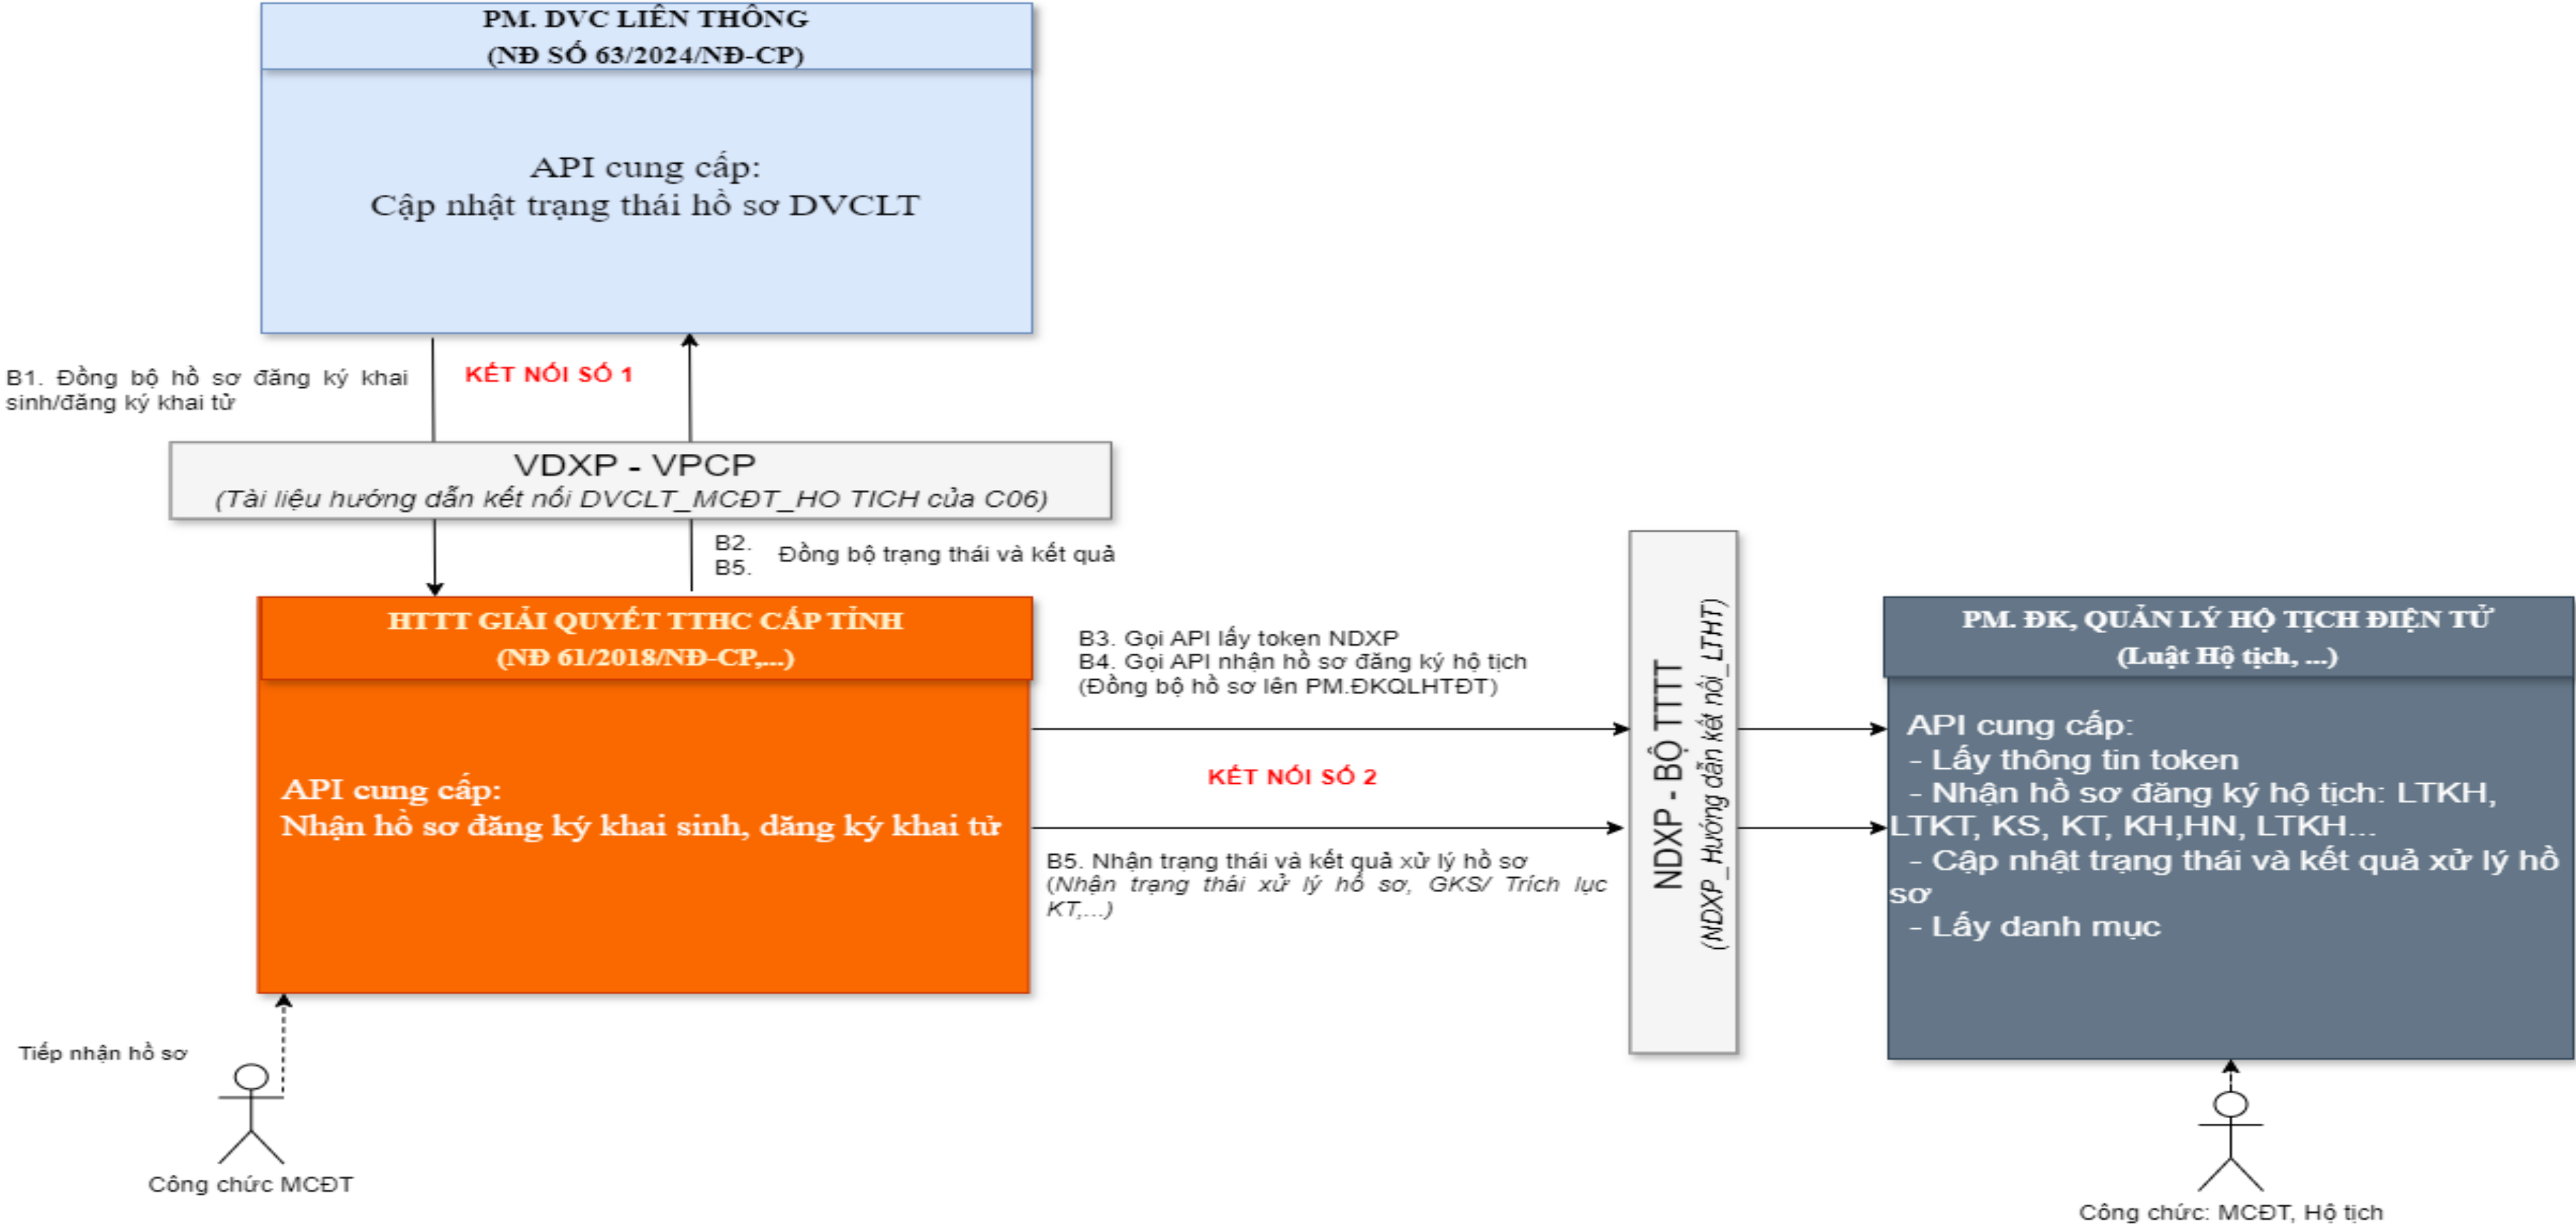 PM. DVC LIÊN THÔNG
(NĐ SỐ 63/2024/NĐ-CP)
API cung cấp:
Cập nhật trạng thái hồ sơ DVCLT
B1. Đồng bộ hồ sơ đăng ký khai
sinh/đăng ký khai tử
KẾT NỐI SỐ 1
VDXP - VPCP
(Tài liệu hướng dẫn kết nối DVCLT_MCĐT_HO TICH của C06)
B2.
B5.
Đồng bộ trạng thái và kết quả
HTTT GIẢI QUYẾT TTHC CẤP TỈNH
(NĐ 61/2018/NĐ-CP,...)
API cung cấp:
Nhận hồ sơ đăng ký khai sinh, dăng ký khai tử
B3. Gọi API lấy token NDXP
B4. Gọi API nhận hồ sơ đăng ký hộ tịch
(Đồng bộ hồ sơ lên PM.ĐKQLHTĐT)
KẾT NỐI SỐ 2
B5. Nhận trạng thái và kết quả xử lý hồ sơ
(Nhận trạng thái xử lý hồ sơ, GKS/ Trích lục
KT,...)
NDXP - BỘ TTTT
(NDXP_Hướng dẫn kết nối_LTHT)
PM. ĐK, QUẢN LÝ HỘ TỊCH ĐIỆN TỬ
(Luật Hộ tịch, ...)
API cung cấp:
- Lấy thông tin token
- Nhận hồ sơ đăng ký hộ tịch: LTKH,
LTKT, KS, KT, KH,HN, LTKH...
- Cập nhật trạng thái và kết quả xử lý hồ
sơ
- Lấy danh mục
Tiếp nhận hồ sơ
Công chức MCĐT
Công chức: MCĐT, Hộ tịch